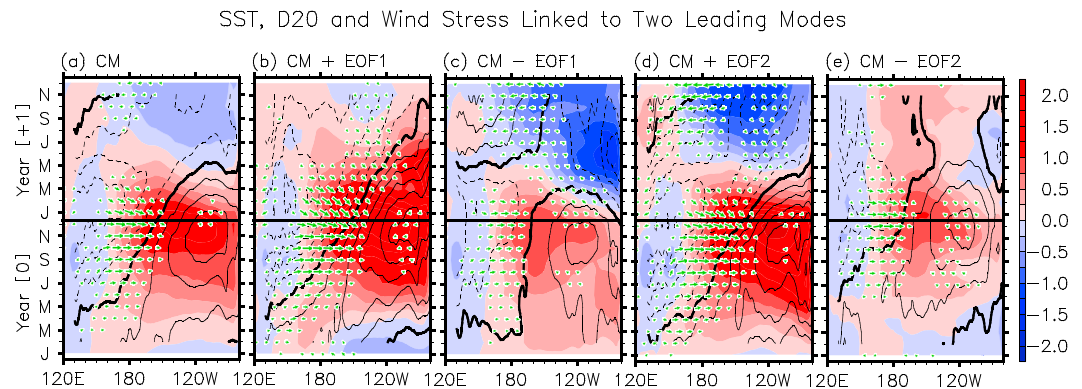 SST, D20 and Wind Stress Linked to Two Leading Modes
(a) CM
(b) CM + EOF1
(c) CM − EOF1
(d) CM + EOF2
(e) CM − EOF2
Year [+1]
Year [0]
N
S
J
M
M
J
N
S
J
M
M
J
120E 180 120W 120E 180 120W 120E 180 120W 120E 180 120W 120E 180 120W
2.0
1.5
1.0
0.5
0.0
−0.5
−1.0
−1.5
−2.0